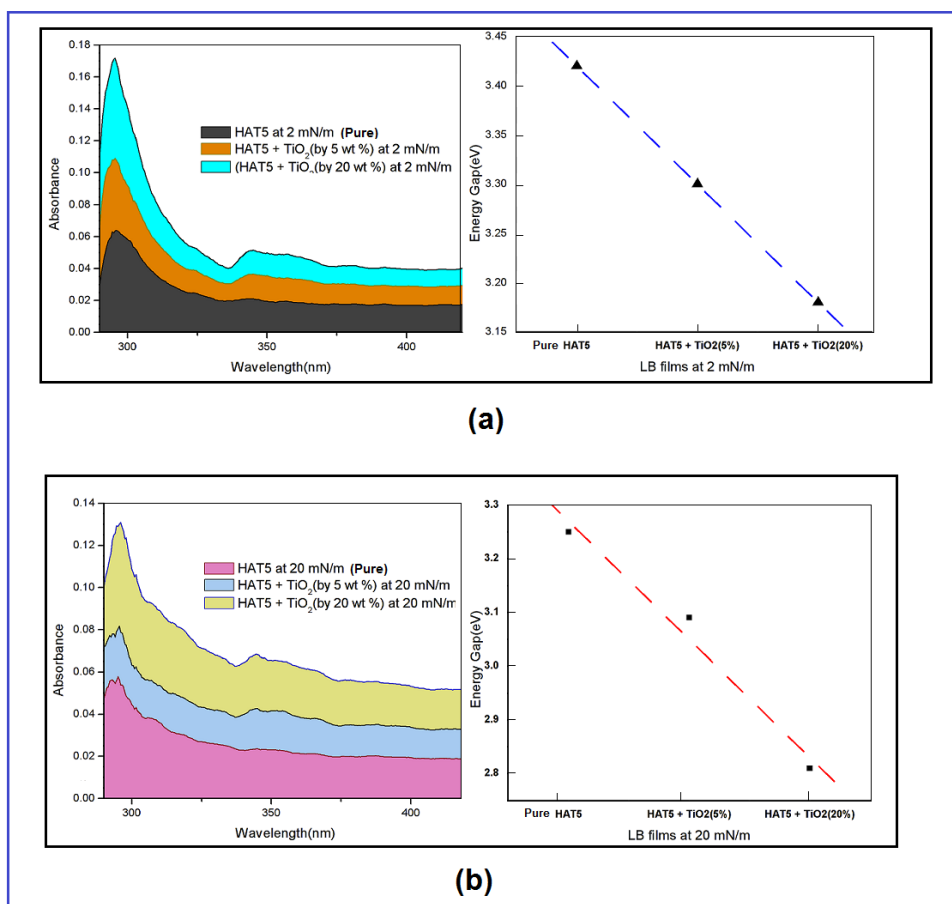 0.18
0.16
0.14
0.12
0.10
0.08
0.06
0.04
0.02
0.00
Absorbance
HAT5 at 2 mN/m (Pure)
HAT5 + TiO2(by 5 wt %) at 2 mN/m
(HAT5 + TiO2(by 20 wt %) at 2 mN/m
300
350
400
Wavelength(nm)
3.45
3.40
3.35
3.30
3.25
3.20
3.15
Energy Gap(eV)
Pure HAT5
HAT5 + TiO2(5%)
HAT5 + TiO2(20%)
LB films at 2 mN/m
(a)
0.14
0.12
0.10
0.08
0.06
0.04
0.02
0.00
Absorbance
HAT5 at 20 mN/m (Pure)
HAT5 + TiO2(by 5 wt %) at 20 mN/m
HAT5 + TiO2(by 20 wt %) at 20 mN/m
300
350
400
Wavelength(nm)
3.3
3.2
3.1
3.0
2.9
2.8
Energy Gap(eV)
Pure HAT5
HAT5 + TiO2(5%)
HAT5 + TiO2(20%)
LB films at 20 mN/m
(b)